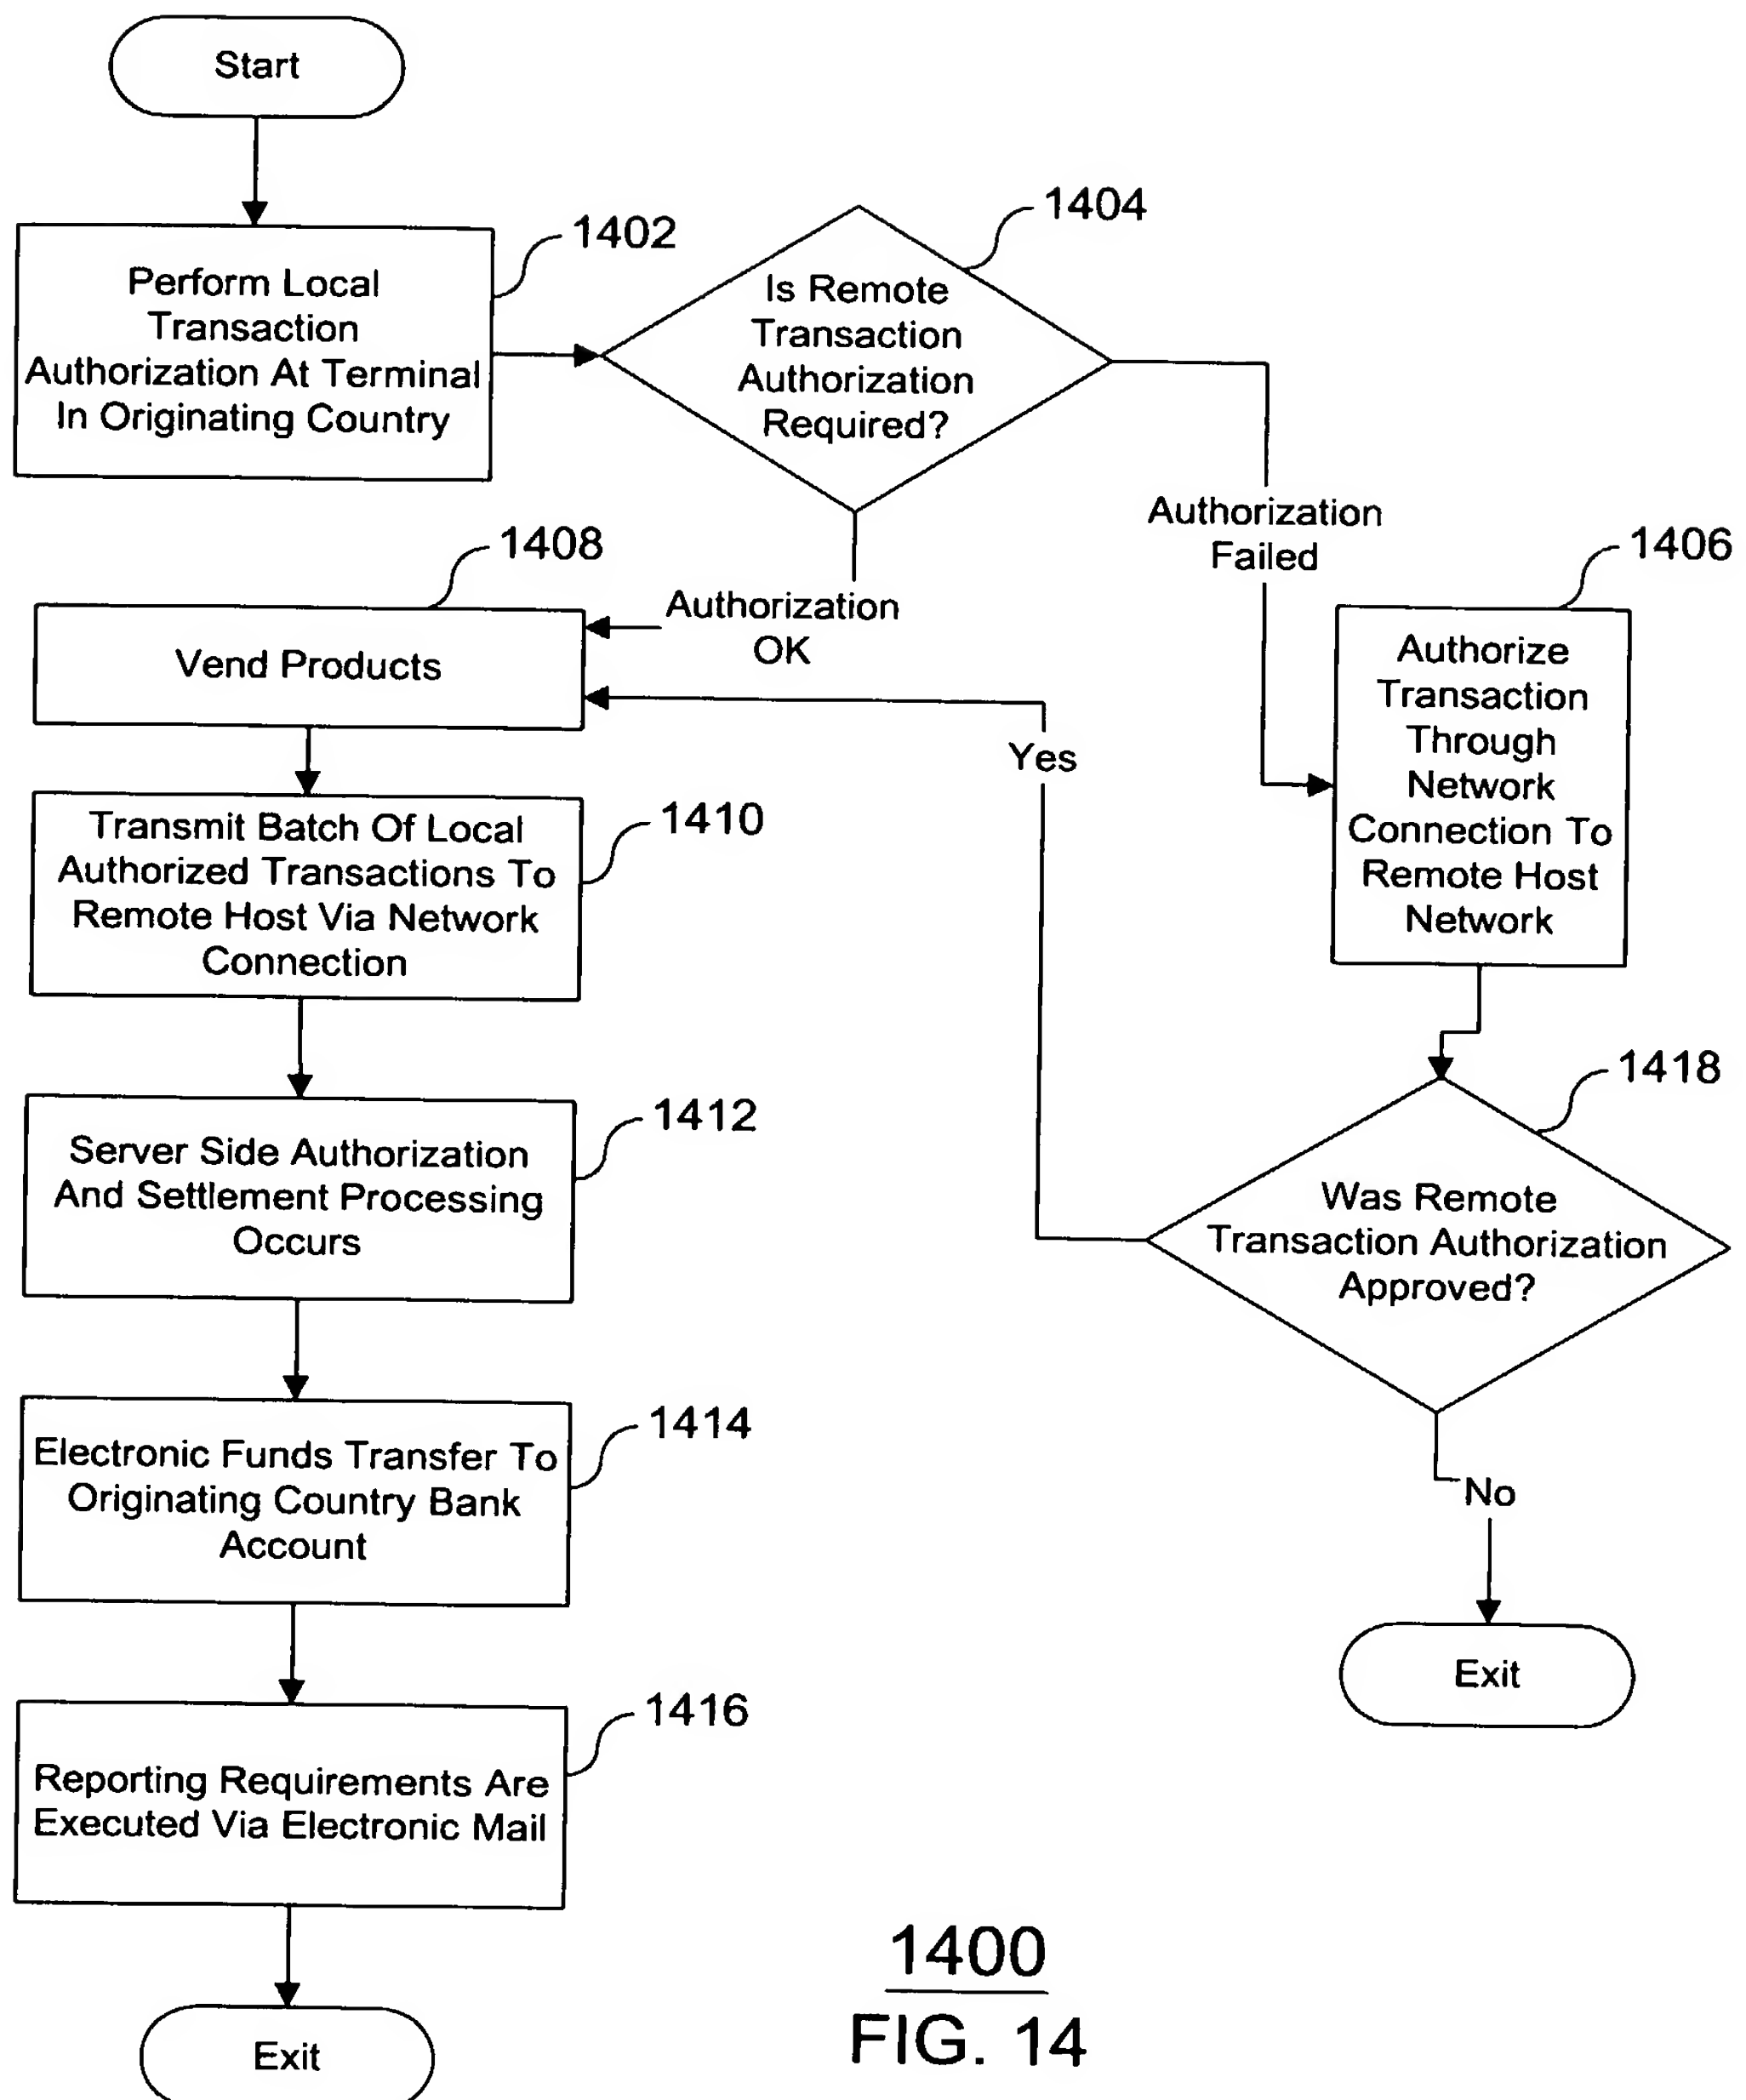 Start
1402
Perform Local
Transaction
Authorization At Terminal
In Originating Country
1404
Is Remote
Transaction
Authorization
Required?
Authorization
Failed
1406
Authorize
Transaction
Through
Network
Connection To
Remote Host
Network
Authorization
OK
1408
Vend Products
Yes
1410
Transmit Batch Of Local
Authorized Transactions To
Remote Host Via Network
Connection
1418
Was Remote
Transaction Authorization
Approved?
No
Exit
1412
Server Side Authorization
And Settlement Processing
Occurs
1414
Electronic Funds Transfer To
Originating Country Bank
Account
1416
Reporting Requirements Are
Executed Via Electronic Mail
Exit
1400
FIG. 14